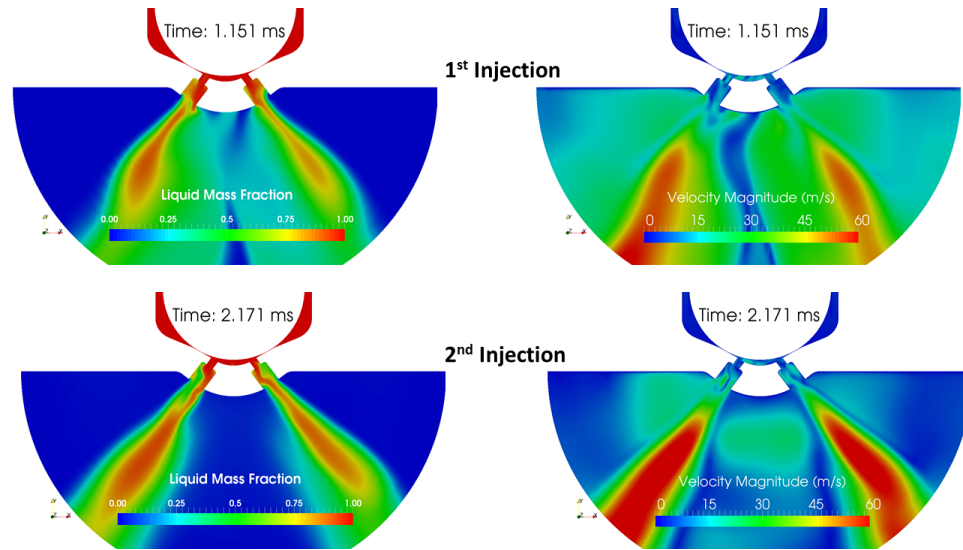 Time: 1.151 ms
Time: 1.151 ms
1st Injection
Liquid Mass Fraction
0.00 0.25 0.5 0.75 1.00
Velocity Magnitude (m/s)
0 15 30 45 60
Time: 2.171 ms
Time: 2.171 ms
2nd Injection
Liquid Mass Fraction
0.00 0.25 0.5 0.75 1.00
Velocity Magnitude (m/s)
0 15 30 45 60